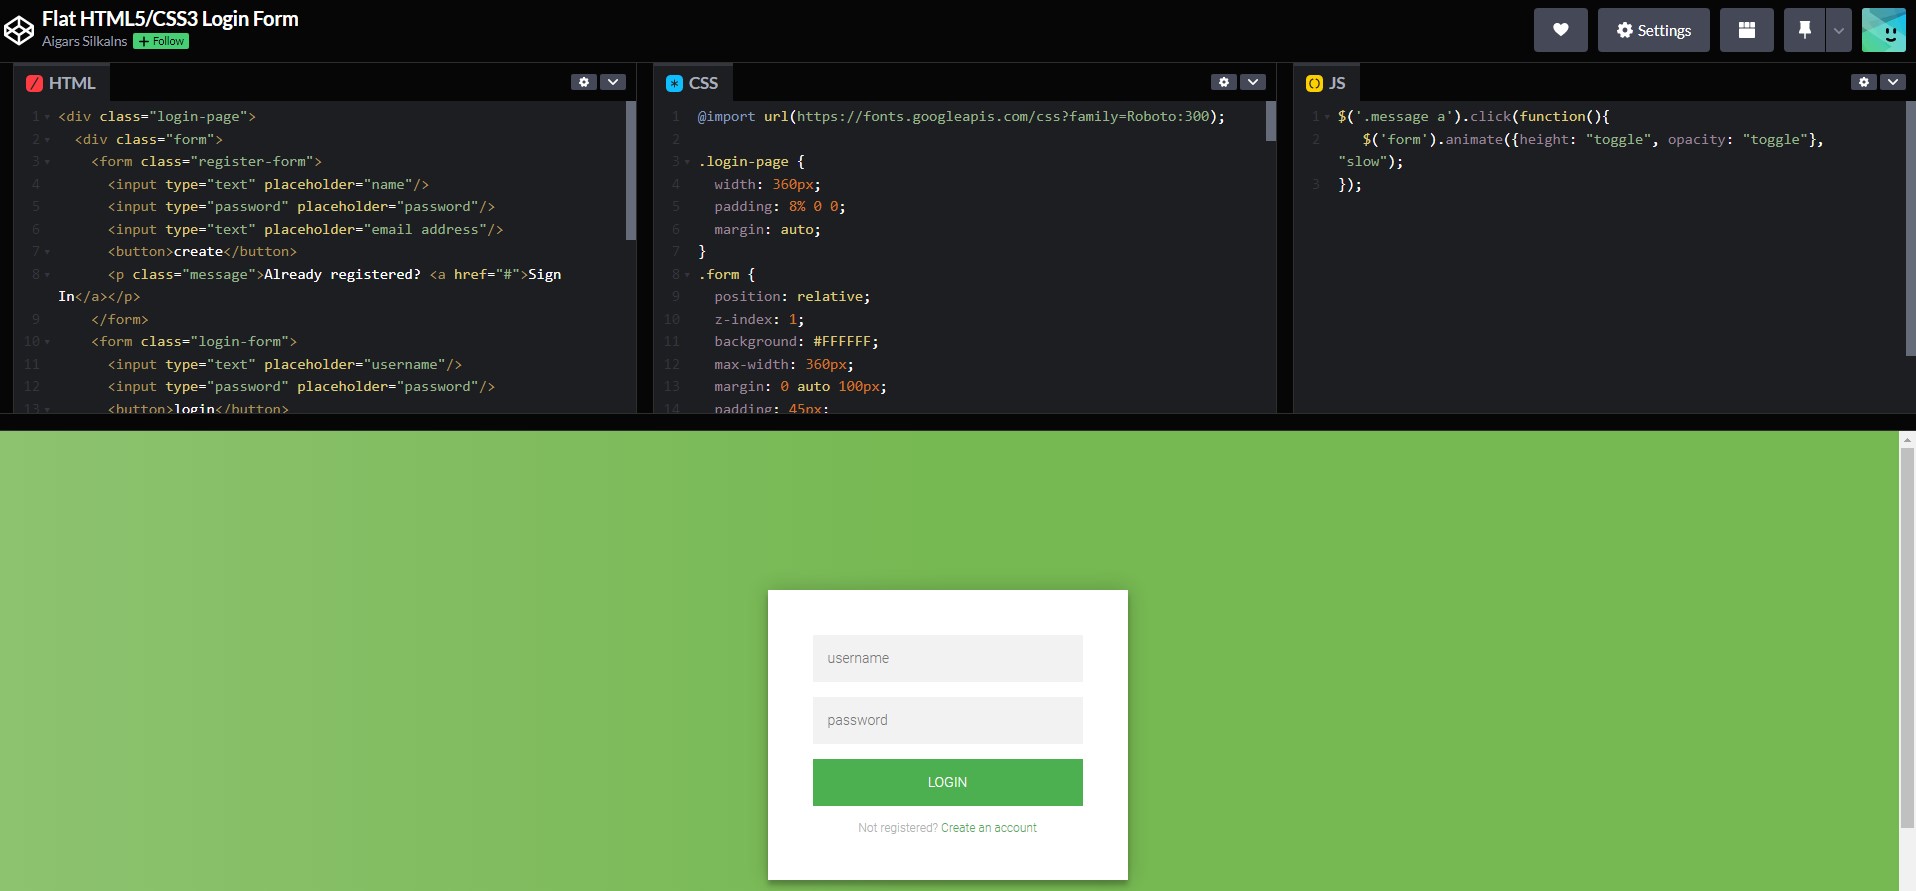 Flat HTML5/CSS3 Login Form
Aigars Silkalns + Follow
Settings
HTML
1 <div class="login-page">
2 <div class="form">
3 <form class="register-form">
4 <input type="text" placeholder="name"/>
5 <input type="password" placeholder="password"/>
6 <input type="text" placeholder="email address"/>
7 <button>create</button>
8 <p class="message">Already registered? <a href="#">Sign
In</a></p>
9 </form>
10 <form class="login-form">
11 <input type="text" placeholder="username"/>
12 <input type="password" placeholder="password"/>
13 <button>login</button>
* CSS
1 @import url(https://fonts.googleapis.com/css?family=Roboto:300);
2
3 .login-page {
4 width: 360px;
5 padding: 8% 0 0;
6 margin: auto;
7 }
8 .form {
9 position: relative;
10 z-index: 1;
11 background: #FFFFFF;
12 max-width: 360px;
13 margin: 0 auto 100px;
14 padding: 45px;
() JS
1 $('.message a').click(function(){
2 $('form').animate({height: "toggle", opacity: "toggle"},
"slow");
3 });
username
password
LOGIN
Not registered? Create an account